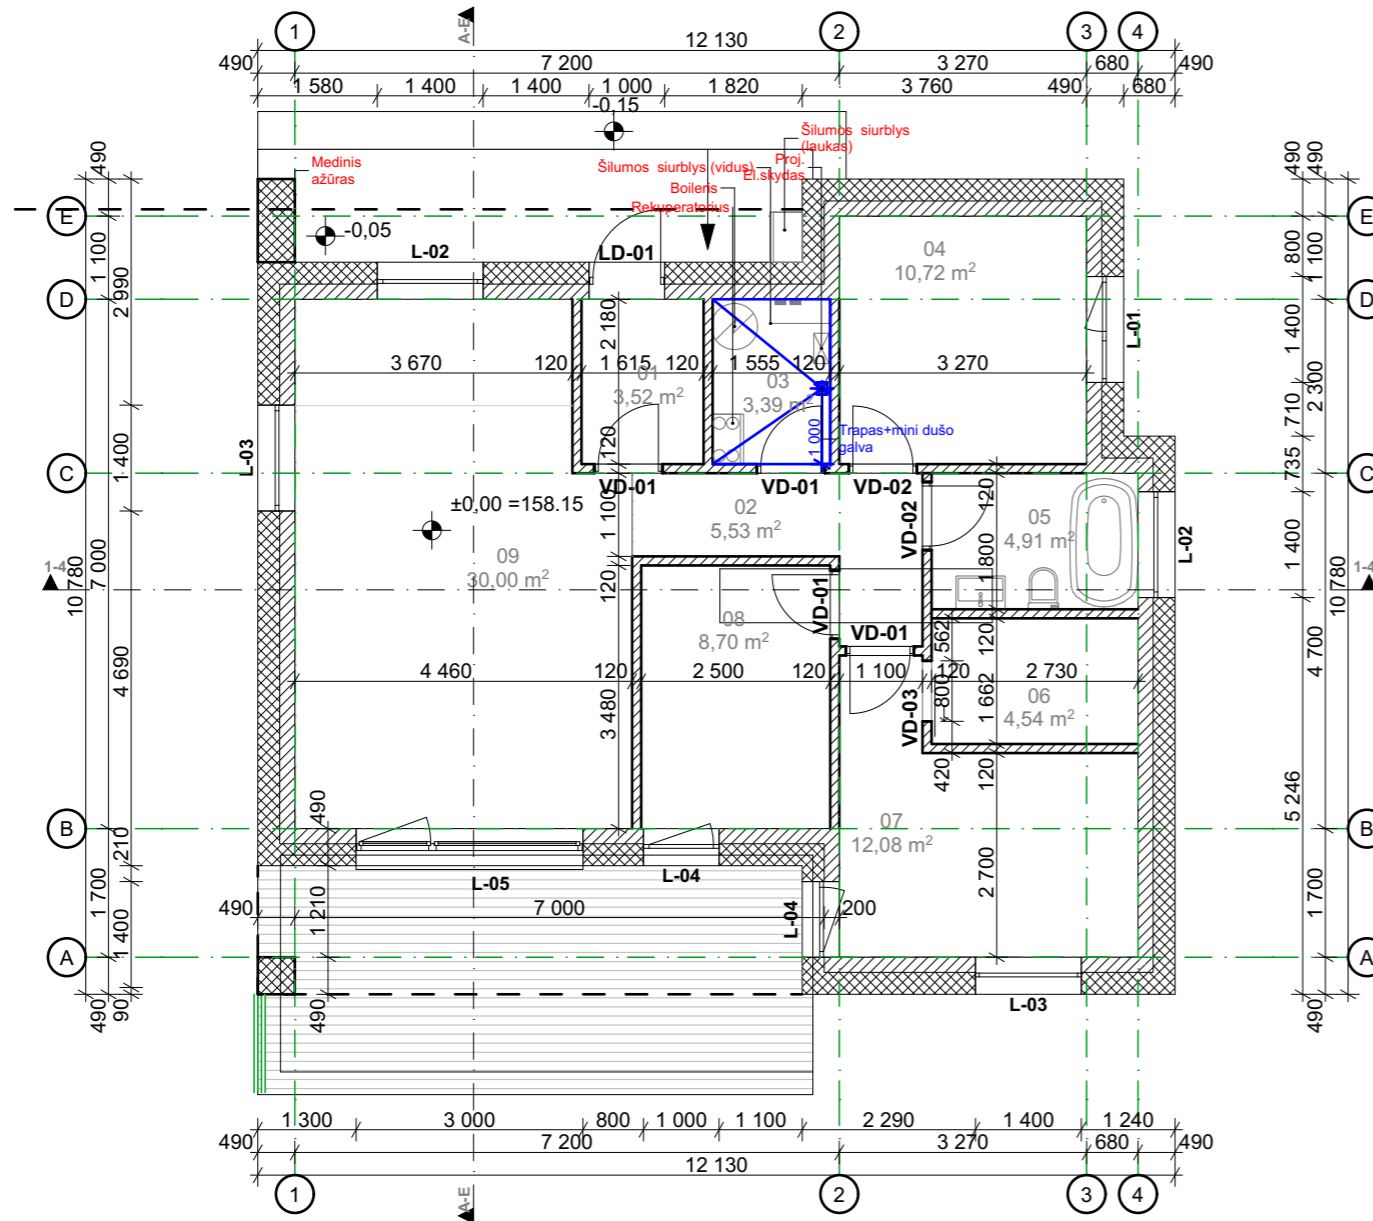 A-E
1
2
3
4
12 130
490
7 200
3 270
680
490
1 580
1 400
1 400
1 000
1 820
3 760
490
680
-0,15
Šilumos siurblys
(laukas)
Medinis
ažūras
Šilumos siurblys (vidus)
Proj.
El.skydas
Boileris
Rekuperatorius
490
490
490
E
E
-0,05
L-02
LD-01
04
10,72 m²
1 100
2 990
800
1 100
D
D
2 180
1 400
L-01
2 300
3 670
120
1 615
120
1 555
120
3 270
01
3,52 m²
03
3,39 m²
1 000
Trapas+mini dušo
galva
710
120
1 400
L-03
C
C
735
VD-01
VD-01
VD-02
120
±0,00 =158.15
02
5,53 m²
1 100
VD-02
05
4,91 m²
1 800
L-02
1 400
09
30,00 m²
1-4
1-4
10 780
7 000
10 780
120
08
8,70 m²
VD-01
VD-01
562
120
4 690
4 700
4 460
120
2 500
120
1 100
120
2 730
3 480
VD-03
800
1 662
06
4,54 m²
420
120
5 246
490
B
B
07
12,08 m²
210
L-05
L-04
2 700
1 700
1 400
490
1 210
7 000
L-04
200
1 700
A
A
490
90
490
L-03
490
1 300
3 000
800
1 000
1 100
2 290
1 400
1 240
490
7 200
3 270
680
490
12 130
1
A-E
2
3
4